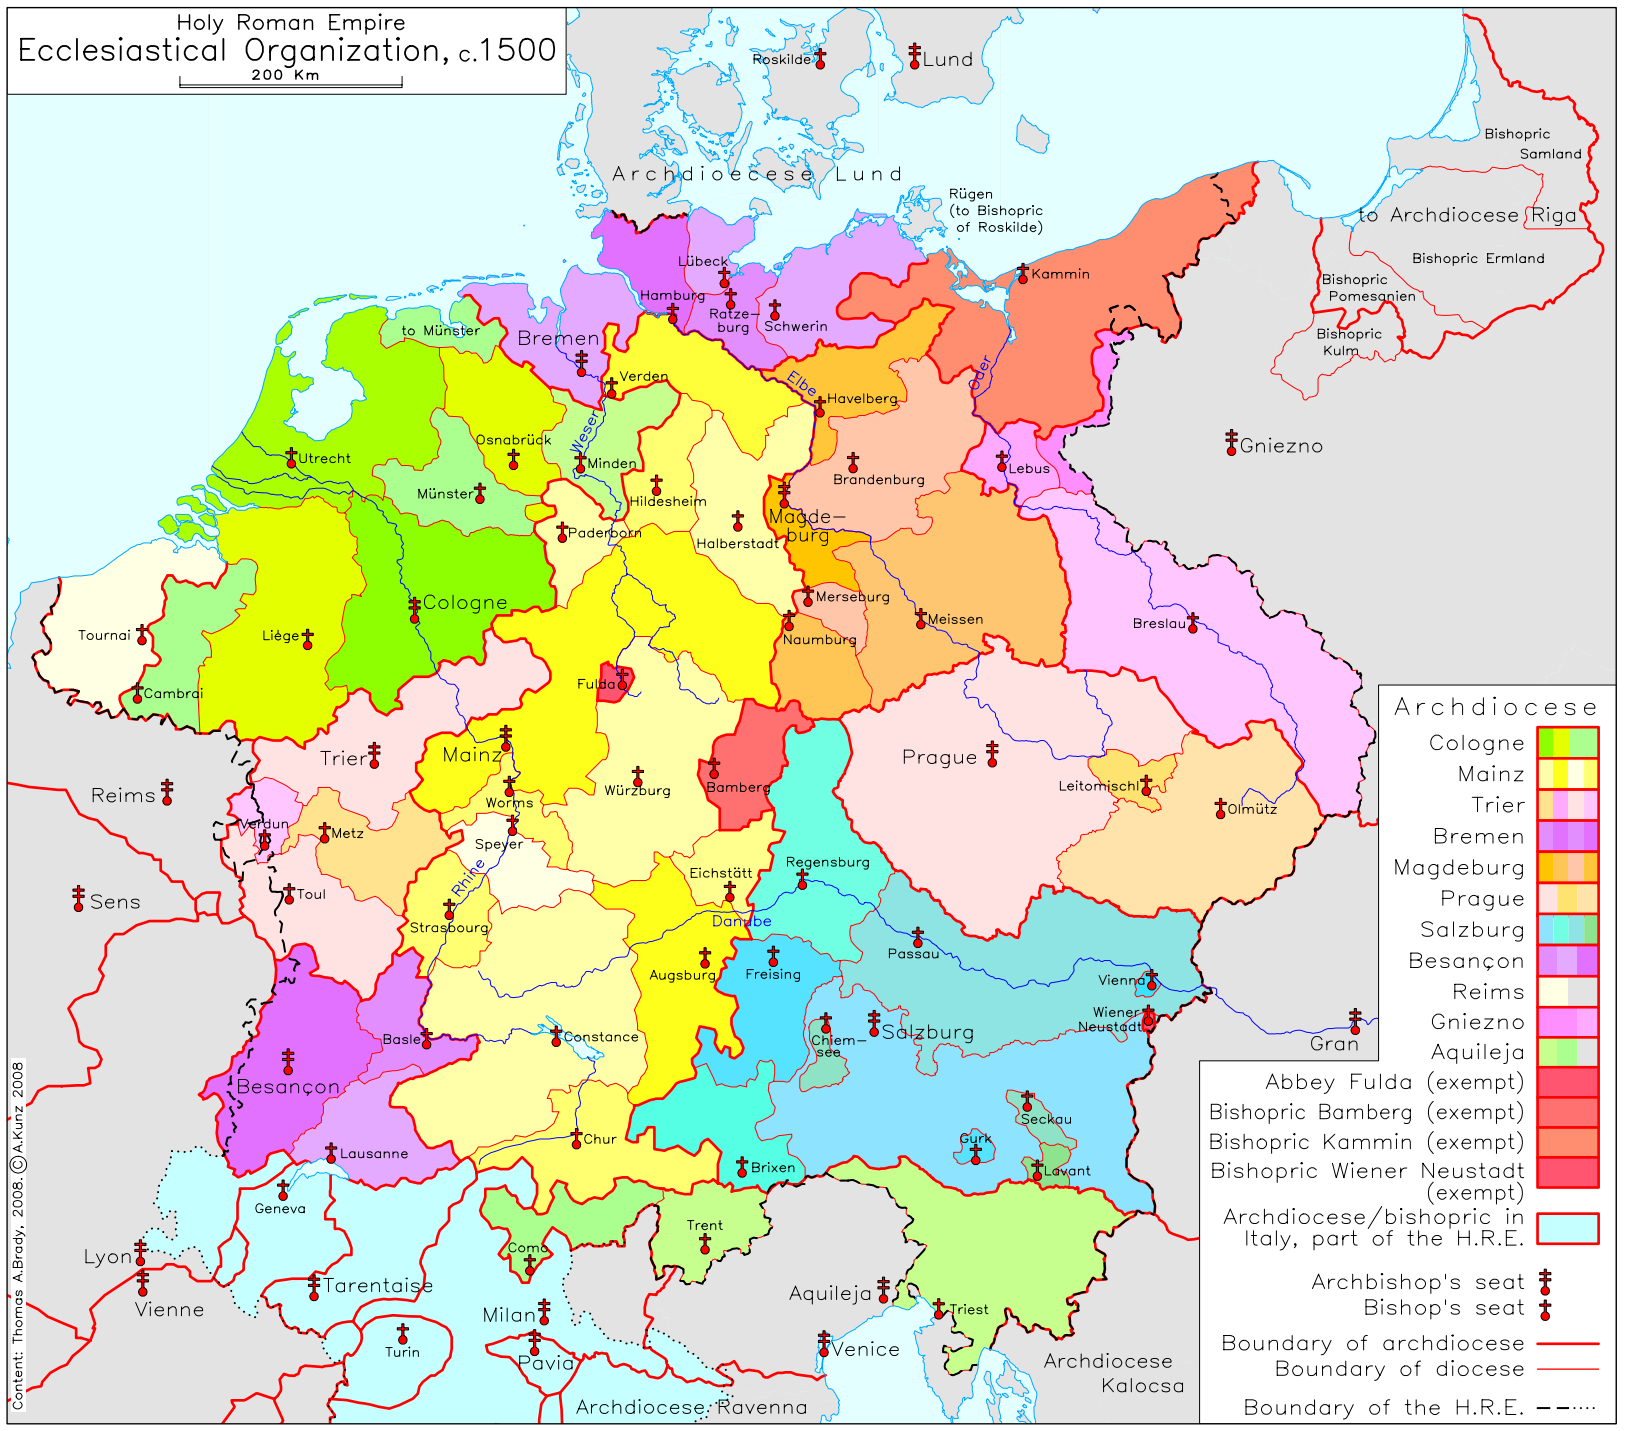 Holy Roman Empire
Ecclesiastical Organization, c.1500
200 Km
Roskilde
Lund
Archdioecese Lund
Rügen
(to Bishopric
of Roskilde)
Bishopric
Samland
to Archdiocese Riga
Bishopric Ermland
Bishopric
Pomesanien
Bishopric
Kulm
Kammin
Lübeck
Hamburg
Ratze-
burg
Schwerin
to Münster
Bremen
Verden
Elbe
Oder
Havelberg
Weser
Osnabrück
Utrecht
Minden
Münster
Hildesheim
Brandenburg
Lebus
Gniezno
Magde-
burg
Paderborn
Halberstadt
Cologne
Merseburg
Naumburg
Meissen
Breslau
Tournai
Liége
Cambrai
Fulda
Trier
Mainz
Worms
Würzburg
Bamberg
Prague
Leitomischl
Olmütz
Reims
Verdun
Metz
Speyer
Rhine
Regensburg
Eichstätt
Sens
Toul
Strasbourg
Danube
Augsburg
Freising
Passau
Vienna
Wiener
Neustadt
Basle
Constance
Chiem-
see
Salzburg
Gran
Besançon
Seckau
Gurk
Lavant
Chur
Lausanne
Brixen
Geneva
Trent
Como
Lyon
Vienne
Tarentaise
Milan
Aquileja
Triest
Turin
Pavia
Venice
Archdiocese
Kalocsa
Archdiocese Ravenna
Archdiocese
Cologne
Mainz
Trier
Bremen
Magdeburg
Prague
Salzburg
Besançon
Reims
Gniezno
Aquileja
Abbey Fulda (exempt)
Bishopric Bamberg (exempt)
Bishopric Kammin (exempt)
Bishopric Wiener Neustadt
(exempt)
Archdiocese/bishopric in
Italy, part of the H.R.E.
Archbishop's seat
Bishop's seat
Boundary of archdiocese
Boundary of diocese
Boundary of the H.R.E.
Content: Thomas A.Brady, 2008, ©A.Kunz 2008